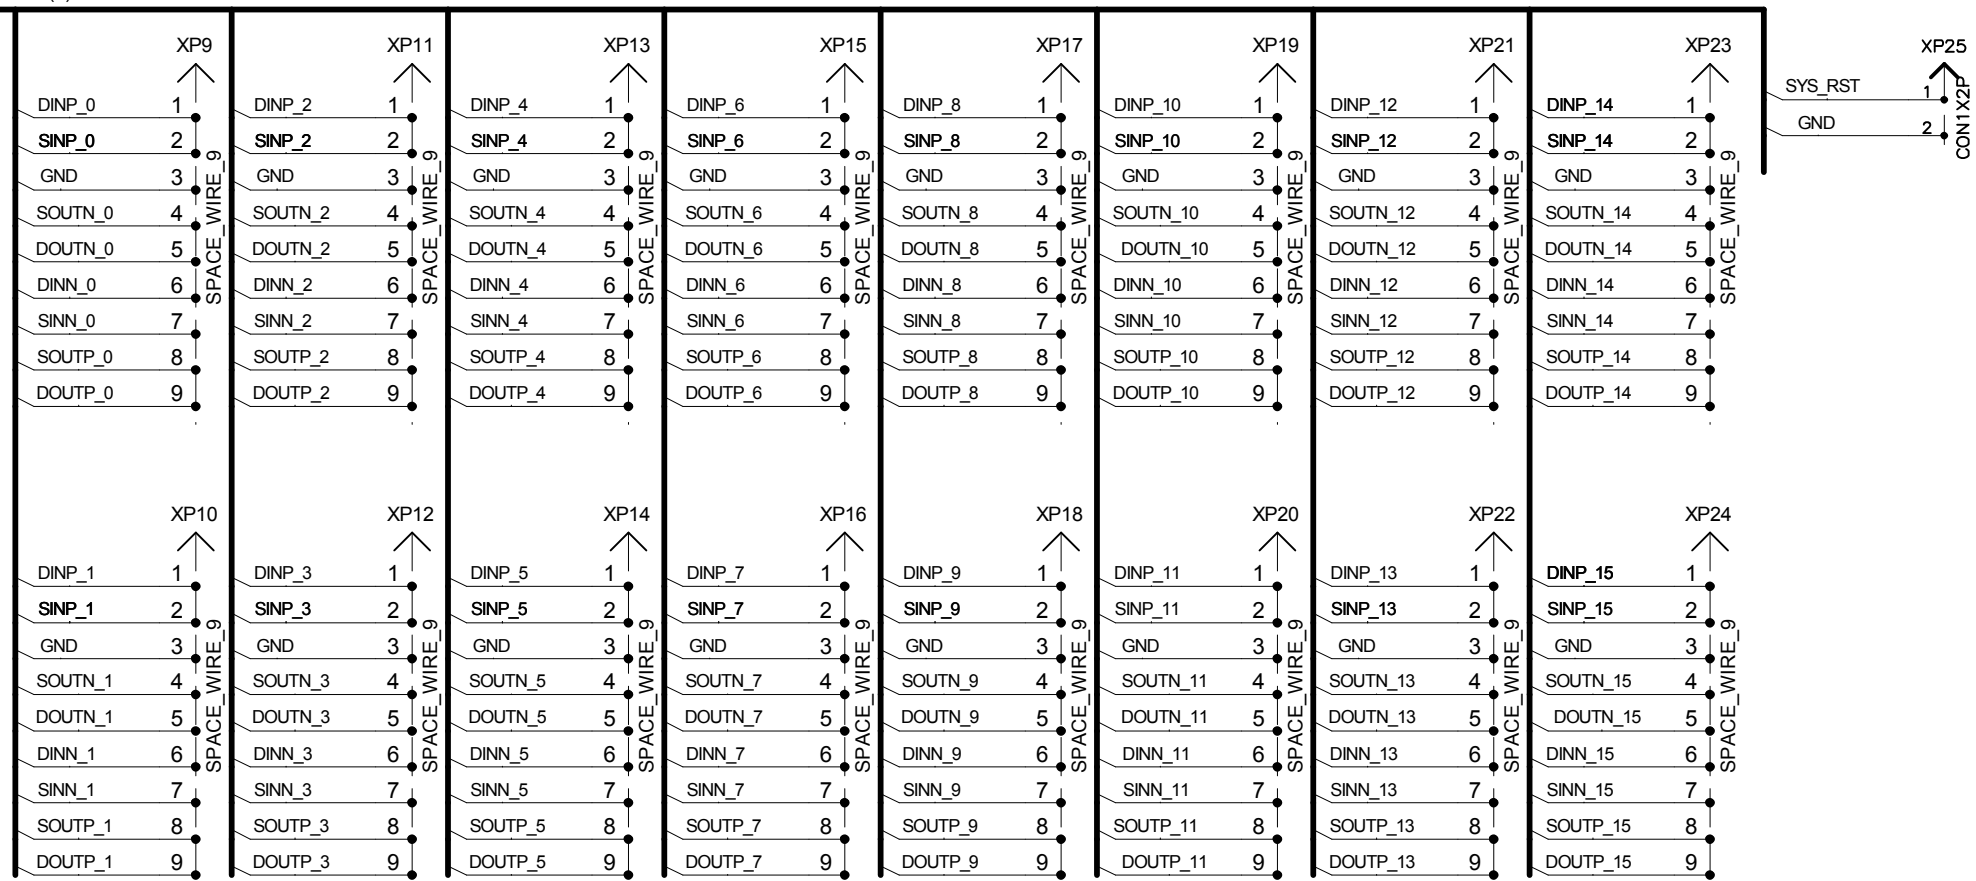 XP9 XP11 XP13 XP15 XP17 XP19 XP21 XP23 XP25
DINP_0 1 DINP_2 1 DINP_4 1 DINP_6 1 DINP_8 1 DINP_10 1 DINP_12 1 DINP_14 1 SYS_RST 1
SINP_0 2 SINP_2 2 SINP_4 2 SINP_6 2 SINP_8 2 SINP_10 2 SINP_12 2 SINP_14 2 GND 2
GND 3 GND 3 GND 3 GND 3 GND 3 GND 3 GND 3 GND 3
SOUTN_0 4 SOUTN_2 4 SOUTN_4 4 SOUTN_6 4 SOUTN_8 4 SOUTN_10 4 SOUTN_12 4 SOUTN_14 4
DOUTN_0 5 DOUTN_2 5 DOUTN_4 5 DOUTN_6 5 DOUTN_8 5 DOUTN_10 5 DOUTN_12 5 DOUTN_14 5
DINN_0 6 DINN_2 6 DINN_4 6 DINN_6 6 DINN_8 6 DINN_10 6 DINN_12 6 DINN_14 6
SINN_0 7 SINN_2 7 SINN_4 7 SINN_6 7 SINN_8 7 SINN_10 7 SINN_12 7 SINN_14 7
SOUTP_0 8 SOUTP_2 8 SOUTP_4 8 SOUTP_6 8 SOUTP_8 8 SOUTP_10 8 SOUTP_12 8 SOUTP_14 8
DOUTP_0 9 DOUTP_2 9 DOUTP_4 9 DOUTP_6 9 DOUTP_8 9 DOUTP_10 9 DOUTP_12 9 DOUTP_14 9
SPACE_WIRE_9 SPACE_WIRE_9 SPACE_WIRE_9 SPACE_WIRE_9 SPACE_WIRE_9 SPACE_WIRE_9 SPACE_WIRE_9 SPACE_WIRE_9 CON1X2P
XP10 XP12 XP14 XP16 XP18 XP20 XP22 XP24
DINP_1 1 DINP_3 1 DINP_5 1 DINP_7 1 DINP_9 1 DINP_11 1 DINP_13 1 DINP_15 1
SINP_1 2 SINP_3 2 SINP_5 2 SINP_7 2 SINP_9 2 SINP_11 2 SINP_13 2 SINP_15 2
GND 3 GND 3 GND 3 GND 3 GND 3 GND 3 GND 3 GND 3
SOUTN_1 4 SOUTN_3 4 SOUTN_5 4 SOUTN_7 4 SOUTN_9 4 SOUTN_11 4 SOUTN_13 4 SOUTN_15 4
DOUTN_1 5 DOUTN_3 5 DOUTN_5 5 DOUTN_7 5 DOUTN_9 5 DOUTN_11 5 DOUTN_13 5 DOUTN_15 5
DINN_1 6 DINN_3 6 DINN_5 6 DINN_7 6 DINN_9 6 DINN_11 6 DINN_13 6 DINN_15 6
SINN_1 7 SINN_3 7 SINN_5 7 SINN_7 7 SINN_9 7 SINN_11 7 SINN_13 7 SINN_15 7
SOUTP_1 8 SOUTP_3 8 SOUTP_5 8 SOUTP_7 8 SOUTP_9 8 SOUTP_11 8 SOUTP_13 8 SOUTP_15 8
DOUTP_1 9 DOUTP_3 9 DOUTP_5 9 DOUTP_7 9 DOUTP_9 9 DOUTP_11 9 DOUTP_13 9 DOUTP_15 9
SPACE_WIRE_9 SPACE_WIRE_9 SPACE_WIRE_9 SPACE_WIRE_9 SPACE_WIRE_9 SPACE_WIRE_9 SPACE_WIRE_9 SPACE_WIRE_9